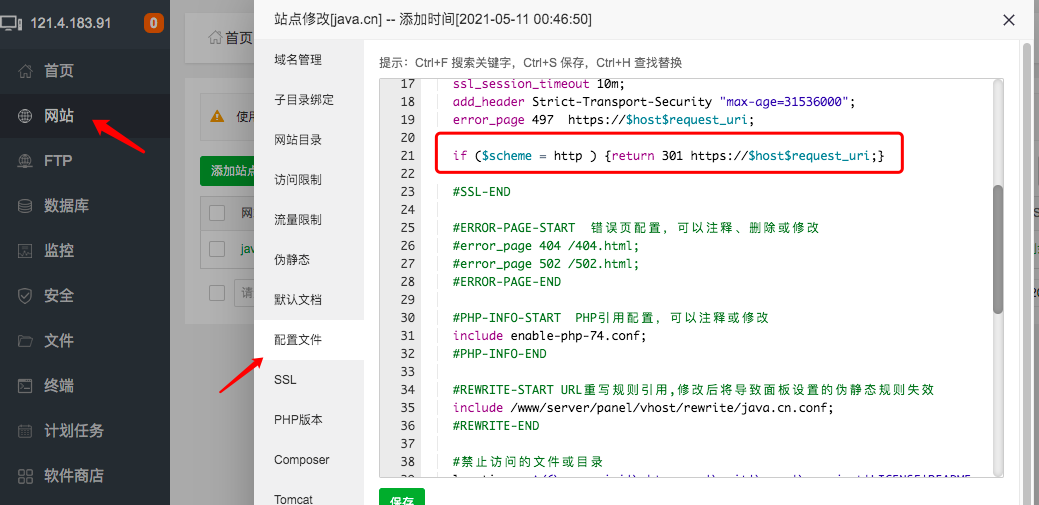 121.4.183.91
0
首页
网站
FTP
数据库
监控
安全
文件
终端
计划任务
软件商店
首页
使用
添加站点
网
jav
请
站点修改[java.cn] -- 添加时间[2021-05-11 00:46:50]
域名管理
子目录绑定
网站目录
访问限制
流量限制
伪静态
默认文档
配置文件
SSL
PHP版本
Composer
Tomcat
提示：Ctrl+F 搜索关键字，Ctrl+S 保存，Ctrl+H 查找替换
17 ssl_session_timeout 10m;
18 add_header Strict-Transport-Security "max-age=31536000";
19 error_page 497  https://$host$request_uri;
20
21 if ($scheme = http ) {return 301 https://$host$request_uri;}
22
23 #SSL-END
24
25 #ERROR-PAGE-START  错误页配置，可以注释、删除或修改
26 #error_page 404 /404.html;
27 #error_page 502 /502.html;
28 #ERROR-PAGE-END
29
30 #PHP-INFO-START  PHP引用配置，可以注释或修改
31 include enable-php-74.conf;
32 #PHP-INFO-END
33
34 #REWRITE-START URL重写规则引用,修改后将导致面板设置的伪静态规则失效
35 include /www/server/panel/vhost/rewrite/java.cn.conf;
36 #REWRITE-END
37
38 #禁止访问的文件或目录
保存